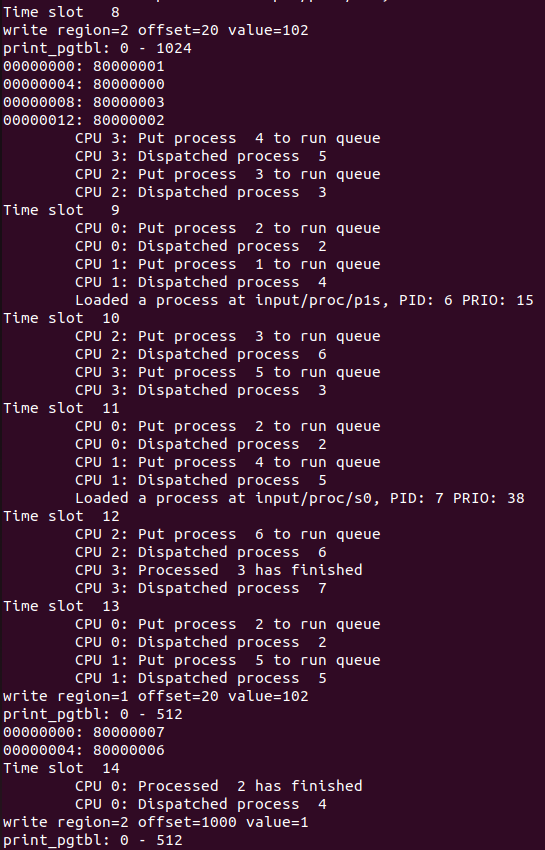 Time slot   8
write region=2 offset=20 value=102
print_pgtbl: 0 - 1024
00000000: 80000001
00000004: 80000000
00000008: 80000003
00000012: 80000002
        CPU 3: Put process  4 to run queue
        CPU 3: Dispatched process  5
        CPU 2: Put process  3 to run queue
        CPU 2: Dispatched process  3
Time slot   9
        CPU 0: Put process  2 to run queue
        CPU 0: Dispatched process  2
        CPU 1: Put process  1 to run queue
        CPU 1: Dispatched process  4
        Loaded a process at input/proc/p1s, PID: 6 PRIO: 15
Time slot  10
        CPU 2: Put process  3 to run queue
        CPU 2: Dispatched process  6
        CPU 3: Put process  5 to run queue
        CPU 3: Dispatched process  3
Time slot  11
        CPU 0: Put process  2 to run queue
        CPU 0: Dispatched process  2
        CPU 1: Put process  4 to run queue
        CPU 1: Dispatched process  5
        Loaded a process at input/proc/s0, PID: 7 PRIO: 38
Time slot  12
        CPU 2: Put process  6 to run queue
        CPU 2: Dispatched process  6
        CPU 3: Processed  3 has finished
        CPU 3: Dispatched process  7
Time slot  13
        CPU 0: Put process  2 to run queue
        CPU 0: Dispatched process  2
        CPU 1: Put process  5 to run queue
        CPU 1: Dispatched process  5
write region=1 offset=20 value=102
print_pgtbl: 0 - 512
00000000: 80000007
00000004: 80000006
Time slot  14
        CPU 0: Processed  2 has finished
        CPU 0: Dispatched process  4
write region=2 offset=1000 value=1
print_pgtbl: 0 - 512